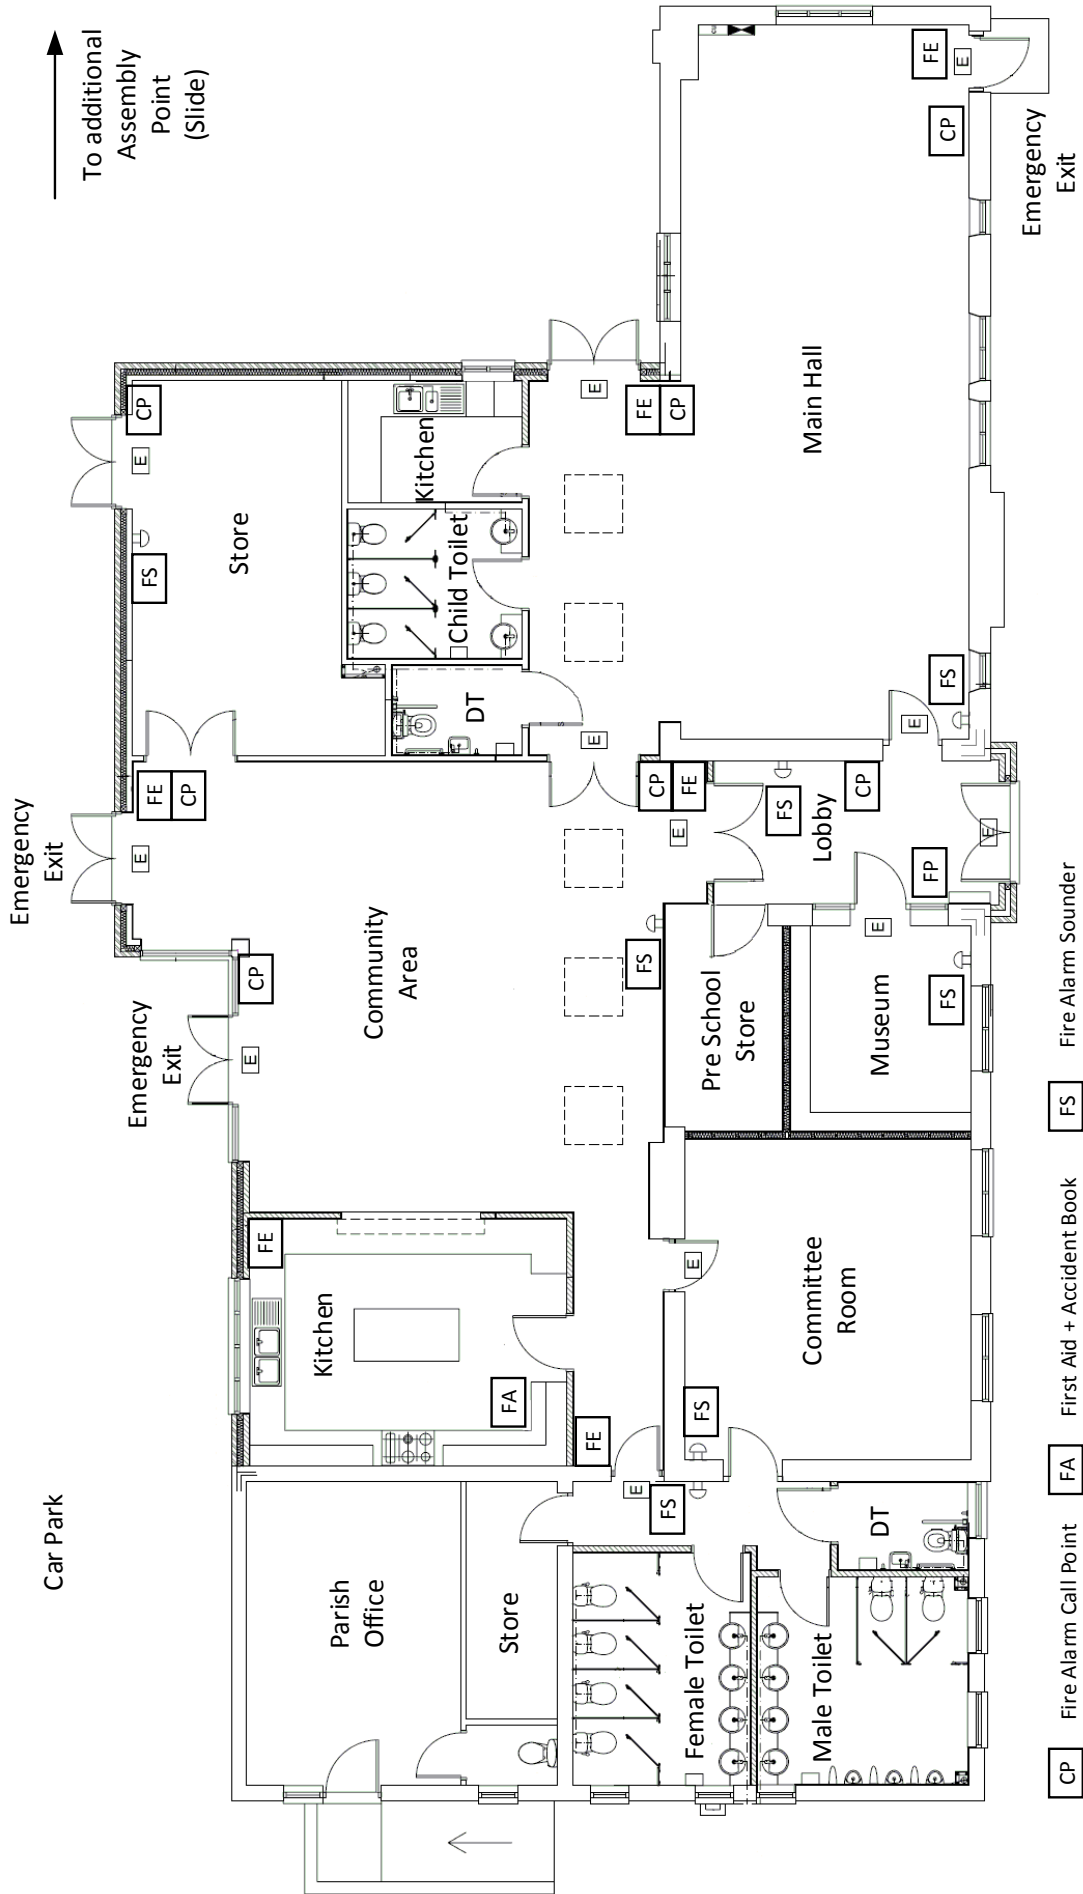 Car Park
Emergency
Exit
To additional
Assembly
Point
(Slide)
Emergency
Exit
E
E
CP
FS
FE
CP
E
CP
Store
FE
Parish
Office
Kitchen
Community
Area
Kitchen
Child Toilet
DT
Store
FA
FE
E
E
E
FS
FS
CP
FE
E
FE
CP
Female Toilet
FS
E
Pre School
Store
FS
Lobby
CP
Main Hall
Male Toilet
Committee
Room
DT
Museum
E
FP
FS
E
E
FS
CP
FE
E
Emergency
Exit
CP Fire Alarm Call Point FA First Aid + Accident Book FS Fire Alarm Sounder